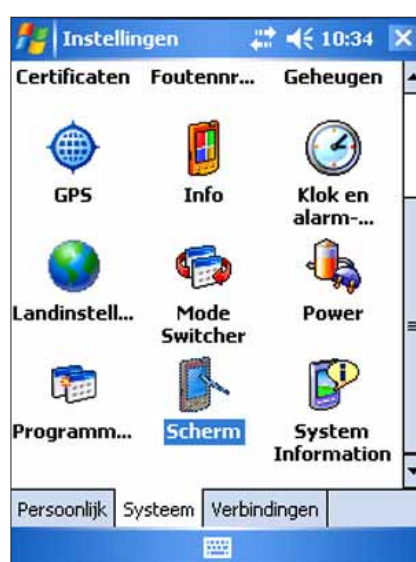 Instellingen 10:34
Certificaten Foutennr... Geheugen
GPS Info Klok en alarm-...
Landinstell... Mode Switcher Power
Programm... Scherm System Information
Persoonlijk Systeem Verbindingen